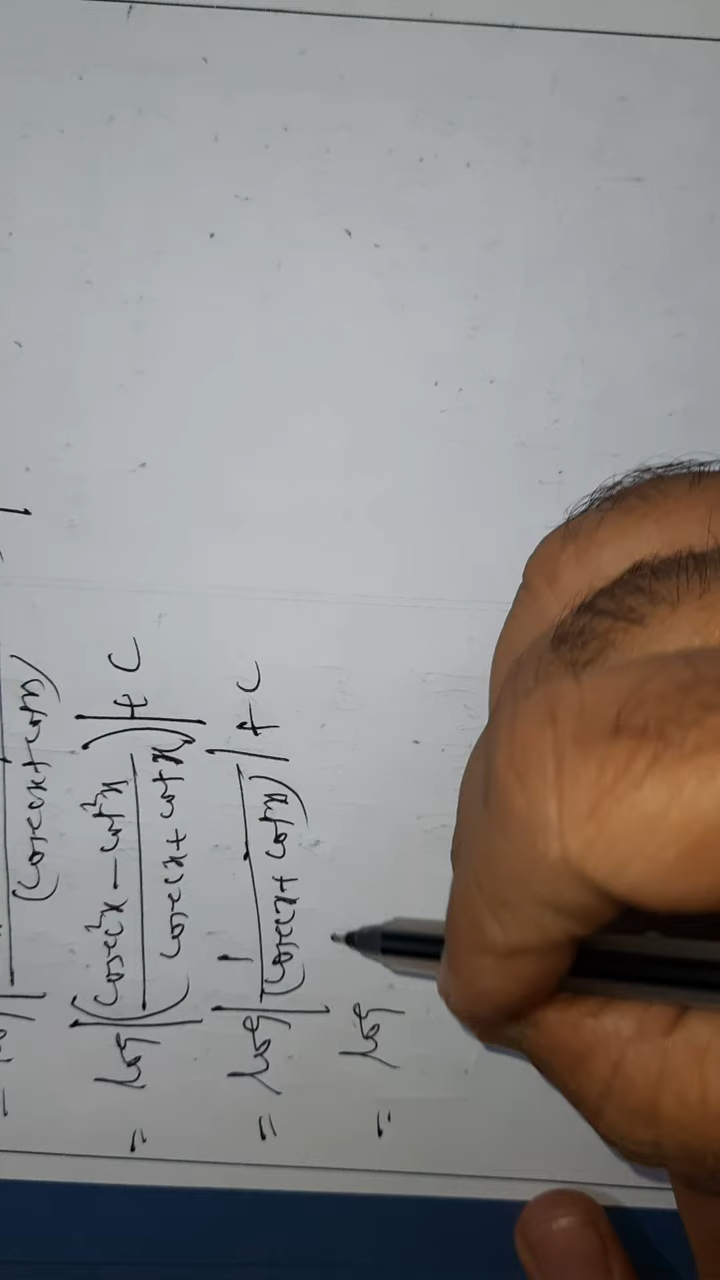 (cosecx + cotx)
= log |(cosec²x - cot²x / cosecx + cotx)| + C
= log | 1 / (cosecx + cotx) | + C
= log